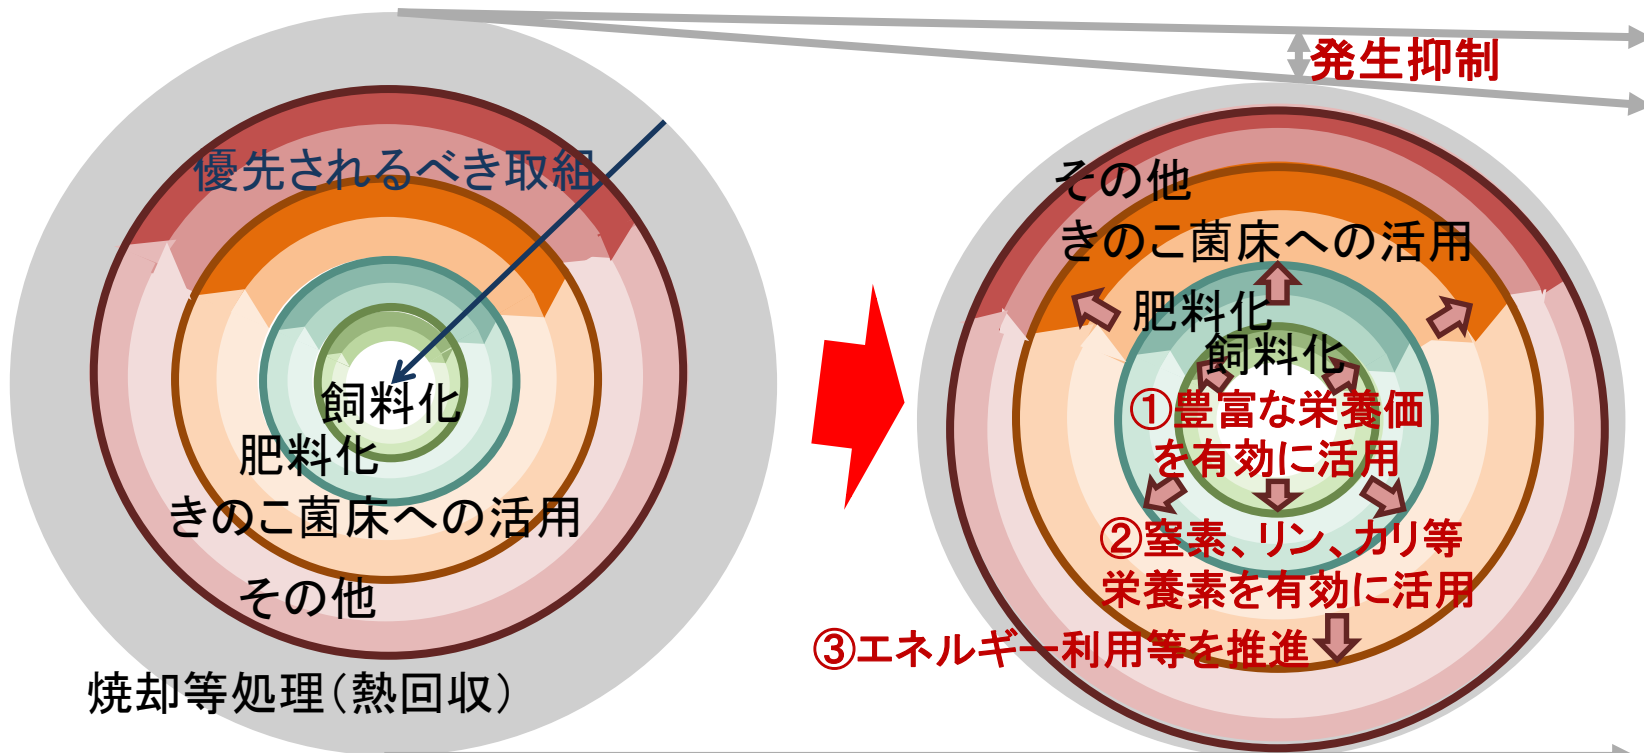 優先されるべき取組
飼料化
肥料化
きのこ菌床への活用
その他
焼却等処理(熱回収)
発生抑制
その他
きのこ菌床への活用
肥料化
飼料化
①豊富な栄養価
を有効に活用
②窒素、リン、カリ等
栄養素を有効に活用
③エネルギー利用等を推進